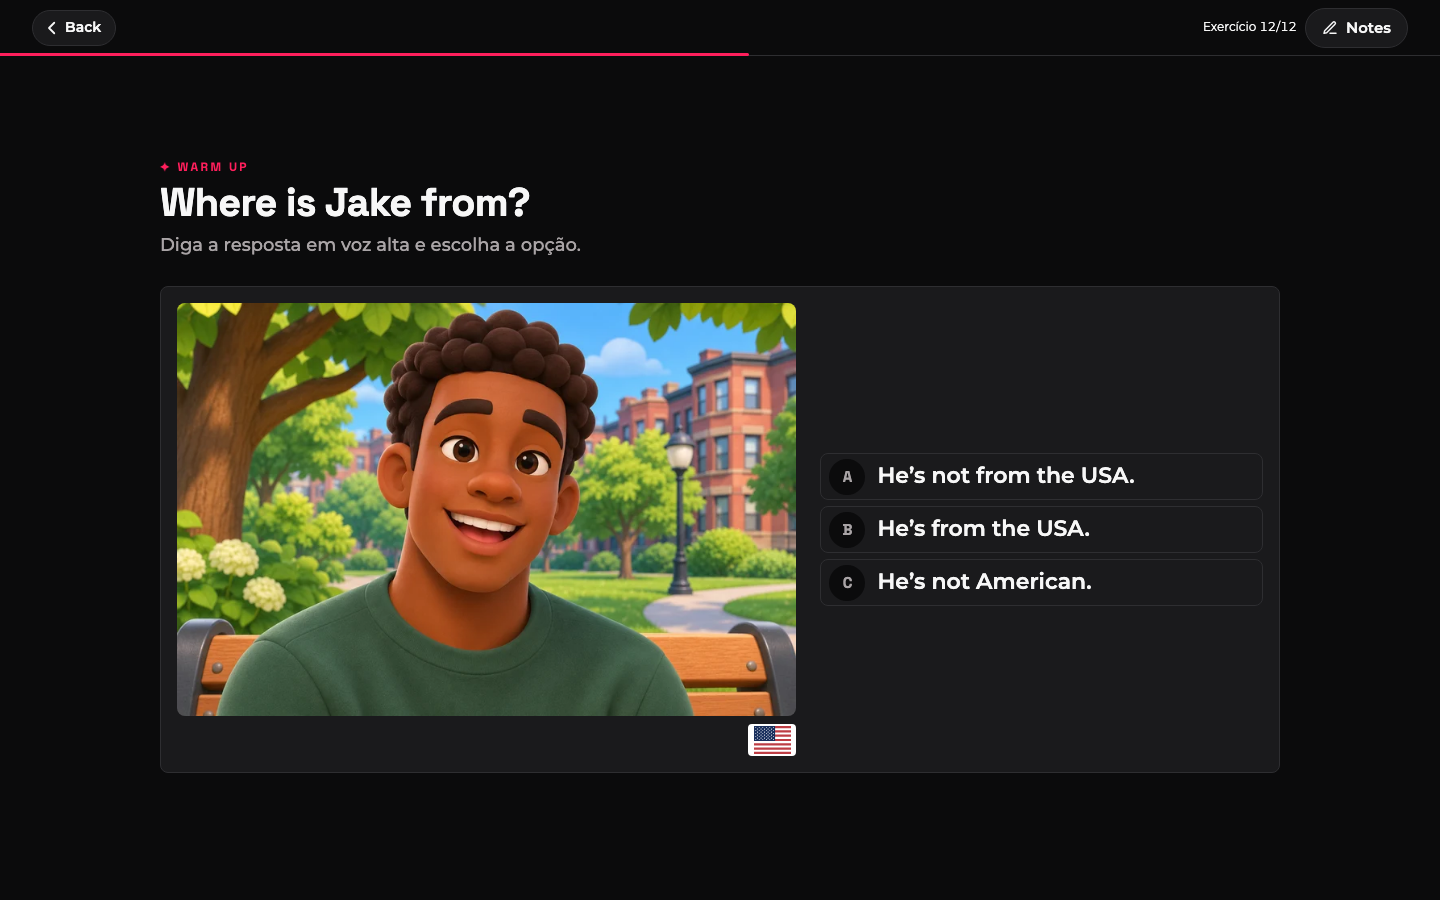 Back
Exercício 12/12
Notes
WARM UP
Where is Jake from?
Diga a resposta em voz alta e escolha a opção.
A He’s not from the USA.
B He’s from the USA.
C He’s not American.